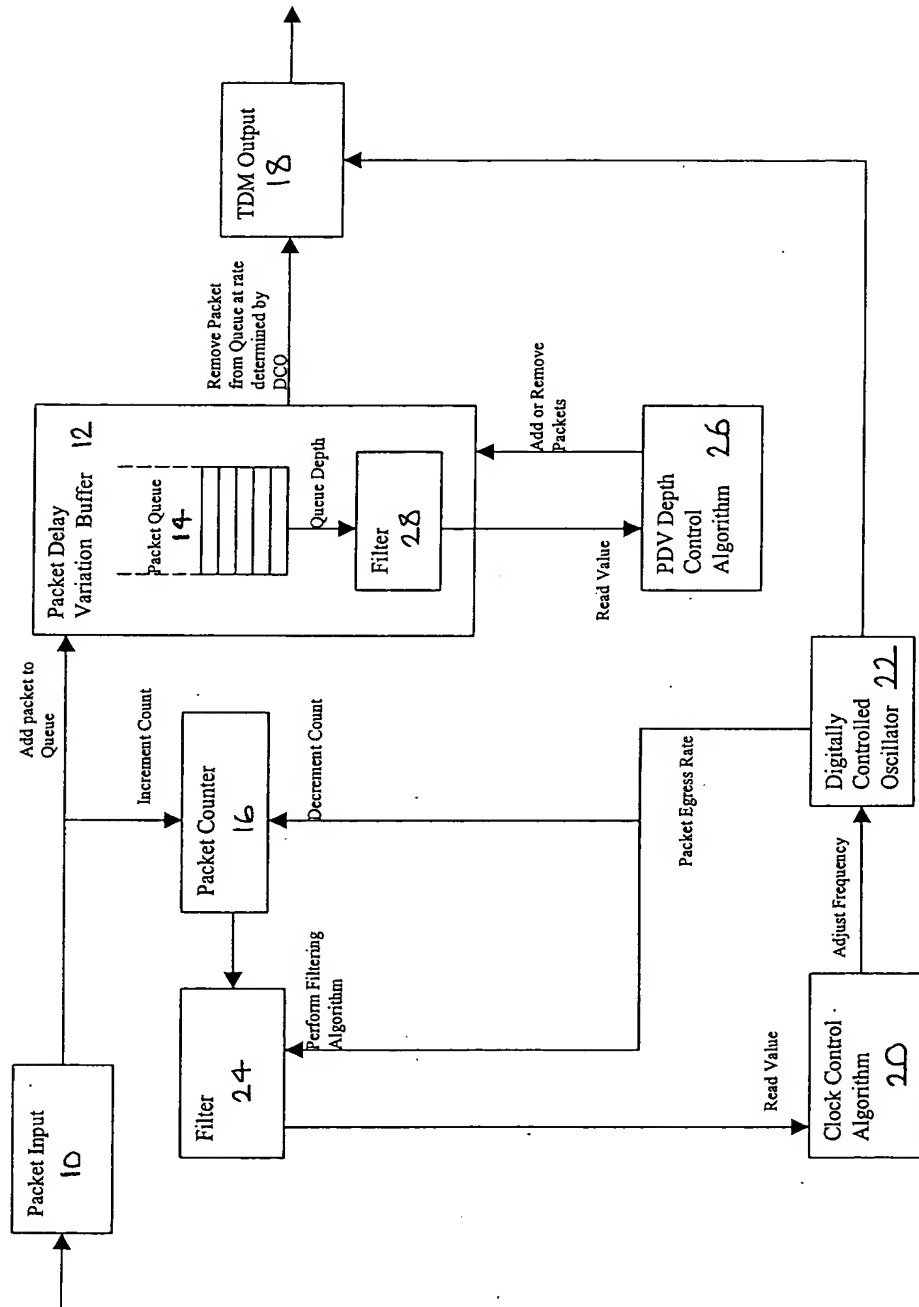 Packet Input
10
Add packet to
Queue
Increment Count
Packet Counter
16
Decrement Count
Filter
24
Perform Filtering
Algorithm
Packet Delay
Variation Buffer 12
Packet Queue
14
Queue Depth
Filter
28
Remove Packet
from Queue at rate
determined by
DCO
TDM Output
18
Read Value
Add or Remove
Packets
PDV Depth
Control
Algorithm 26
Packet Egress Rate
Read Value
Clock Control
Algorithm
20
Adjust Frequency
Digitally
Controlled
Oscillator 22